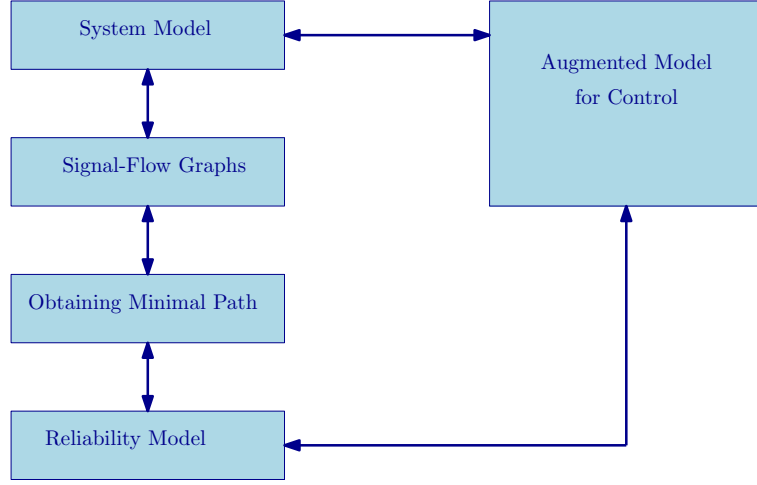 System Model
Augmented Model
for Control
Signal-Flow Graphs
Obtaining Minimal Path
Reliability Model